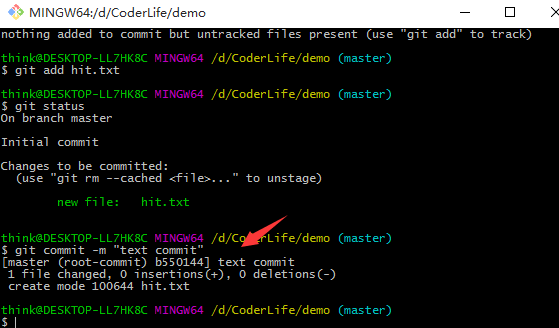 MINGW64:/d/CoderLife/demo
nothing added to commit but untracked files present (use "git add" to track)
think@DESKTOP-LL7HK8C MINGW64 /d/CoderLife/demo (master)
$ git add hit.txt
think@DESKTOP-LL7HK8C MINGW64 /d/CoderLife/demo (master)
$ git status
On branch master
Initial commit
Changes to be committed:
(use "git rm --cached <file>..." to unstage)
new file: hit.txt
think@DESKTOP-LL7HK8C MINGW64 /d/CoderLife/demo (master)
$ git commit -m "text commit"
[master (root-commit) b550144] text commit
1 file changed, 0 insertions(+), 0 deletions(-)
create mode 100644 hit.txt
think@DESKTOP-LL7HK8C MINGW64 /d/CoderLife/demo (master)
$